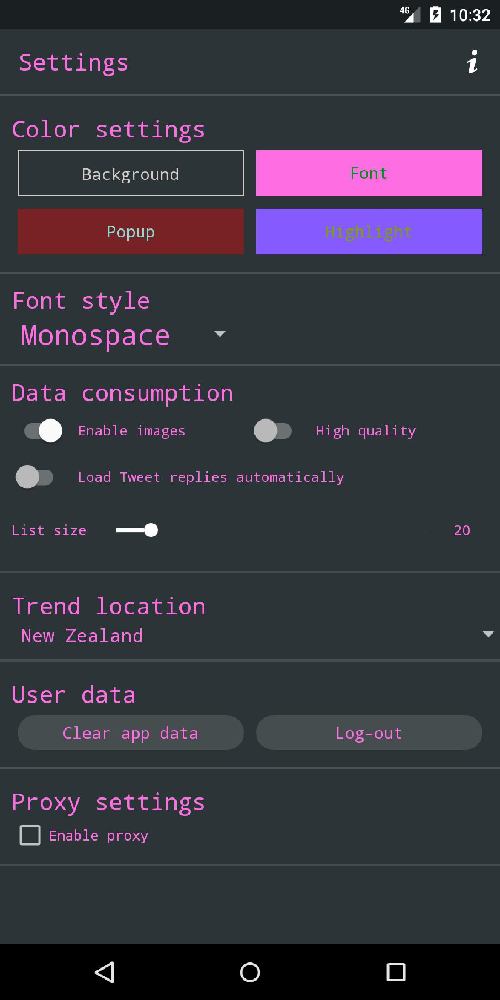 4G 10:32
Settings i
Color settings
Background Font
Popup Highlight
Font style
Monospace
Data consumption
Enable images High quality
Load Tweet replies automatically
List size 20
Trend location
New Zealand
User data
Clear app data Log-out
Proxy settings
Enable proxy